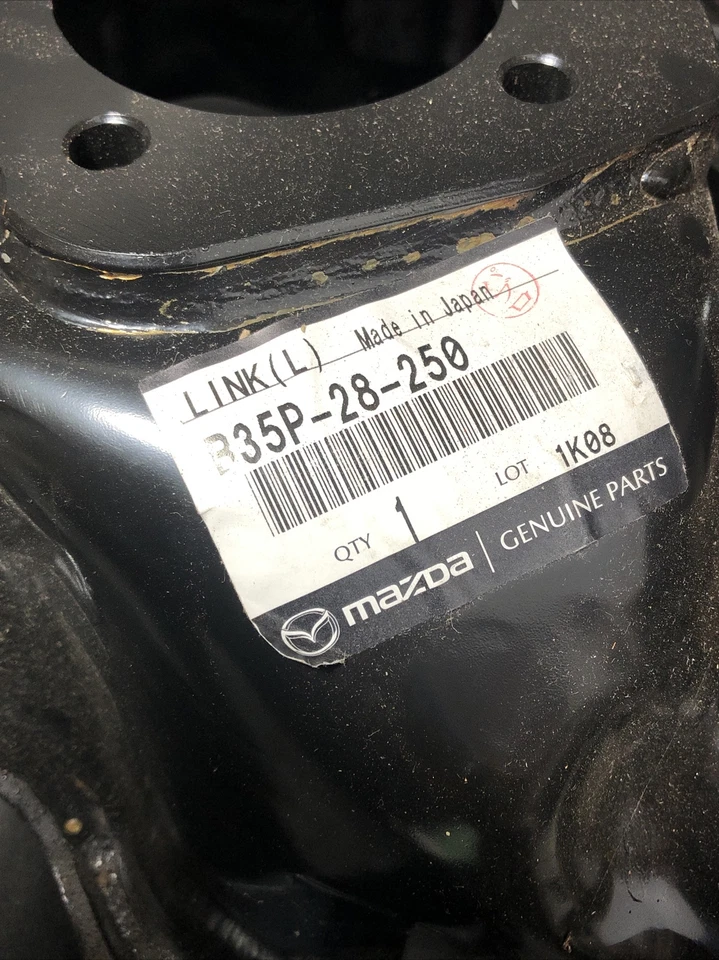 LINK(L) Made in Japan
B35P-28-250
QTY 1 LOT 1K08
mazda GENUINE PARTS